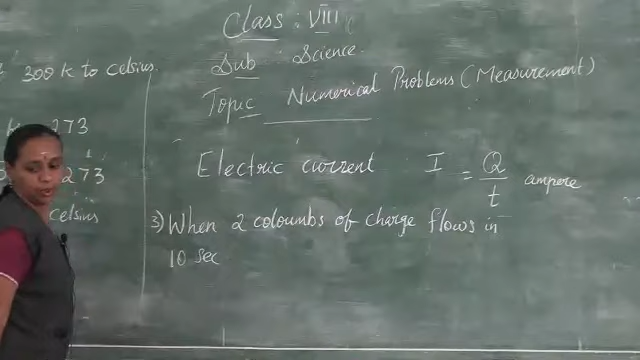 Class : VIII
Sub : Science.
Topic Numerical Problems (Measurement)
300 k to celsius.
273
273
celsius
Electric current I = Q/t ampere
3) When 2 coloumbs of charge flows in
10 sec